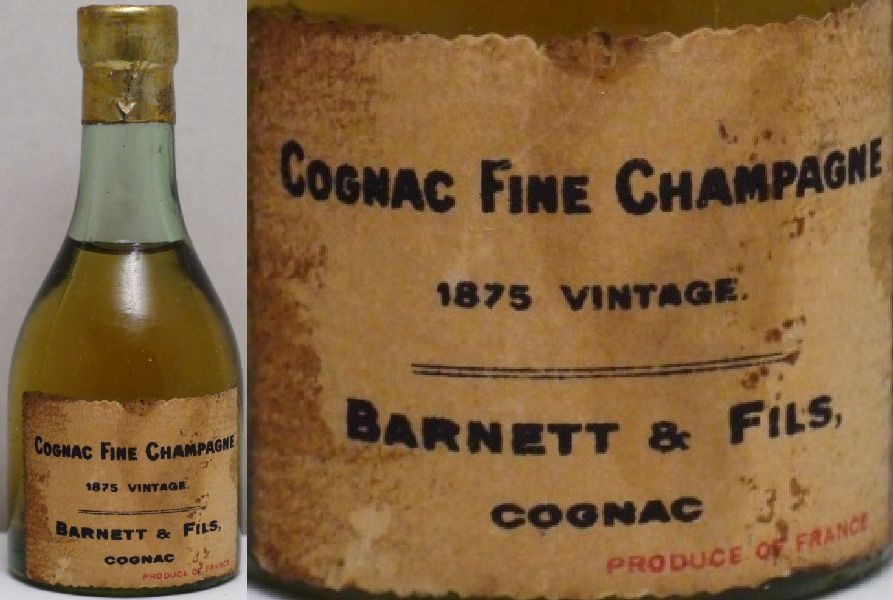 COGNAC FINE CHAMPAGNE
1875 VINTAGE.
BARNETT & FILS,
COGNAC
PRODUCE OF FRANCE
COGNAC FINE CHAMPAGNE
1875 VINTAGE.
BARNETT & FILS,
COGNAC
PRODUCE OF FRANCE